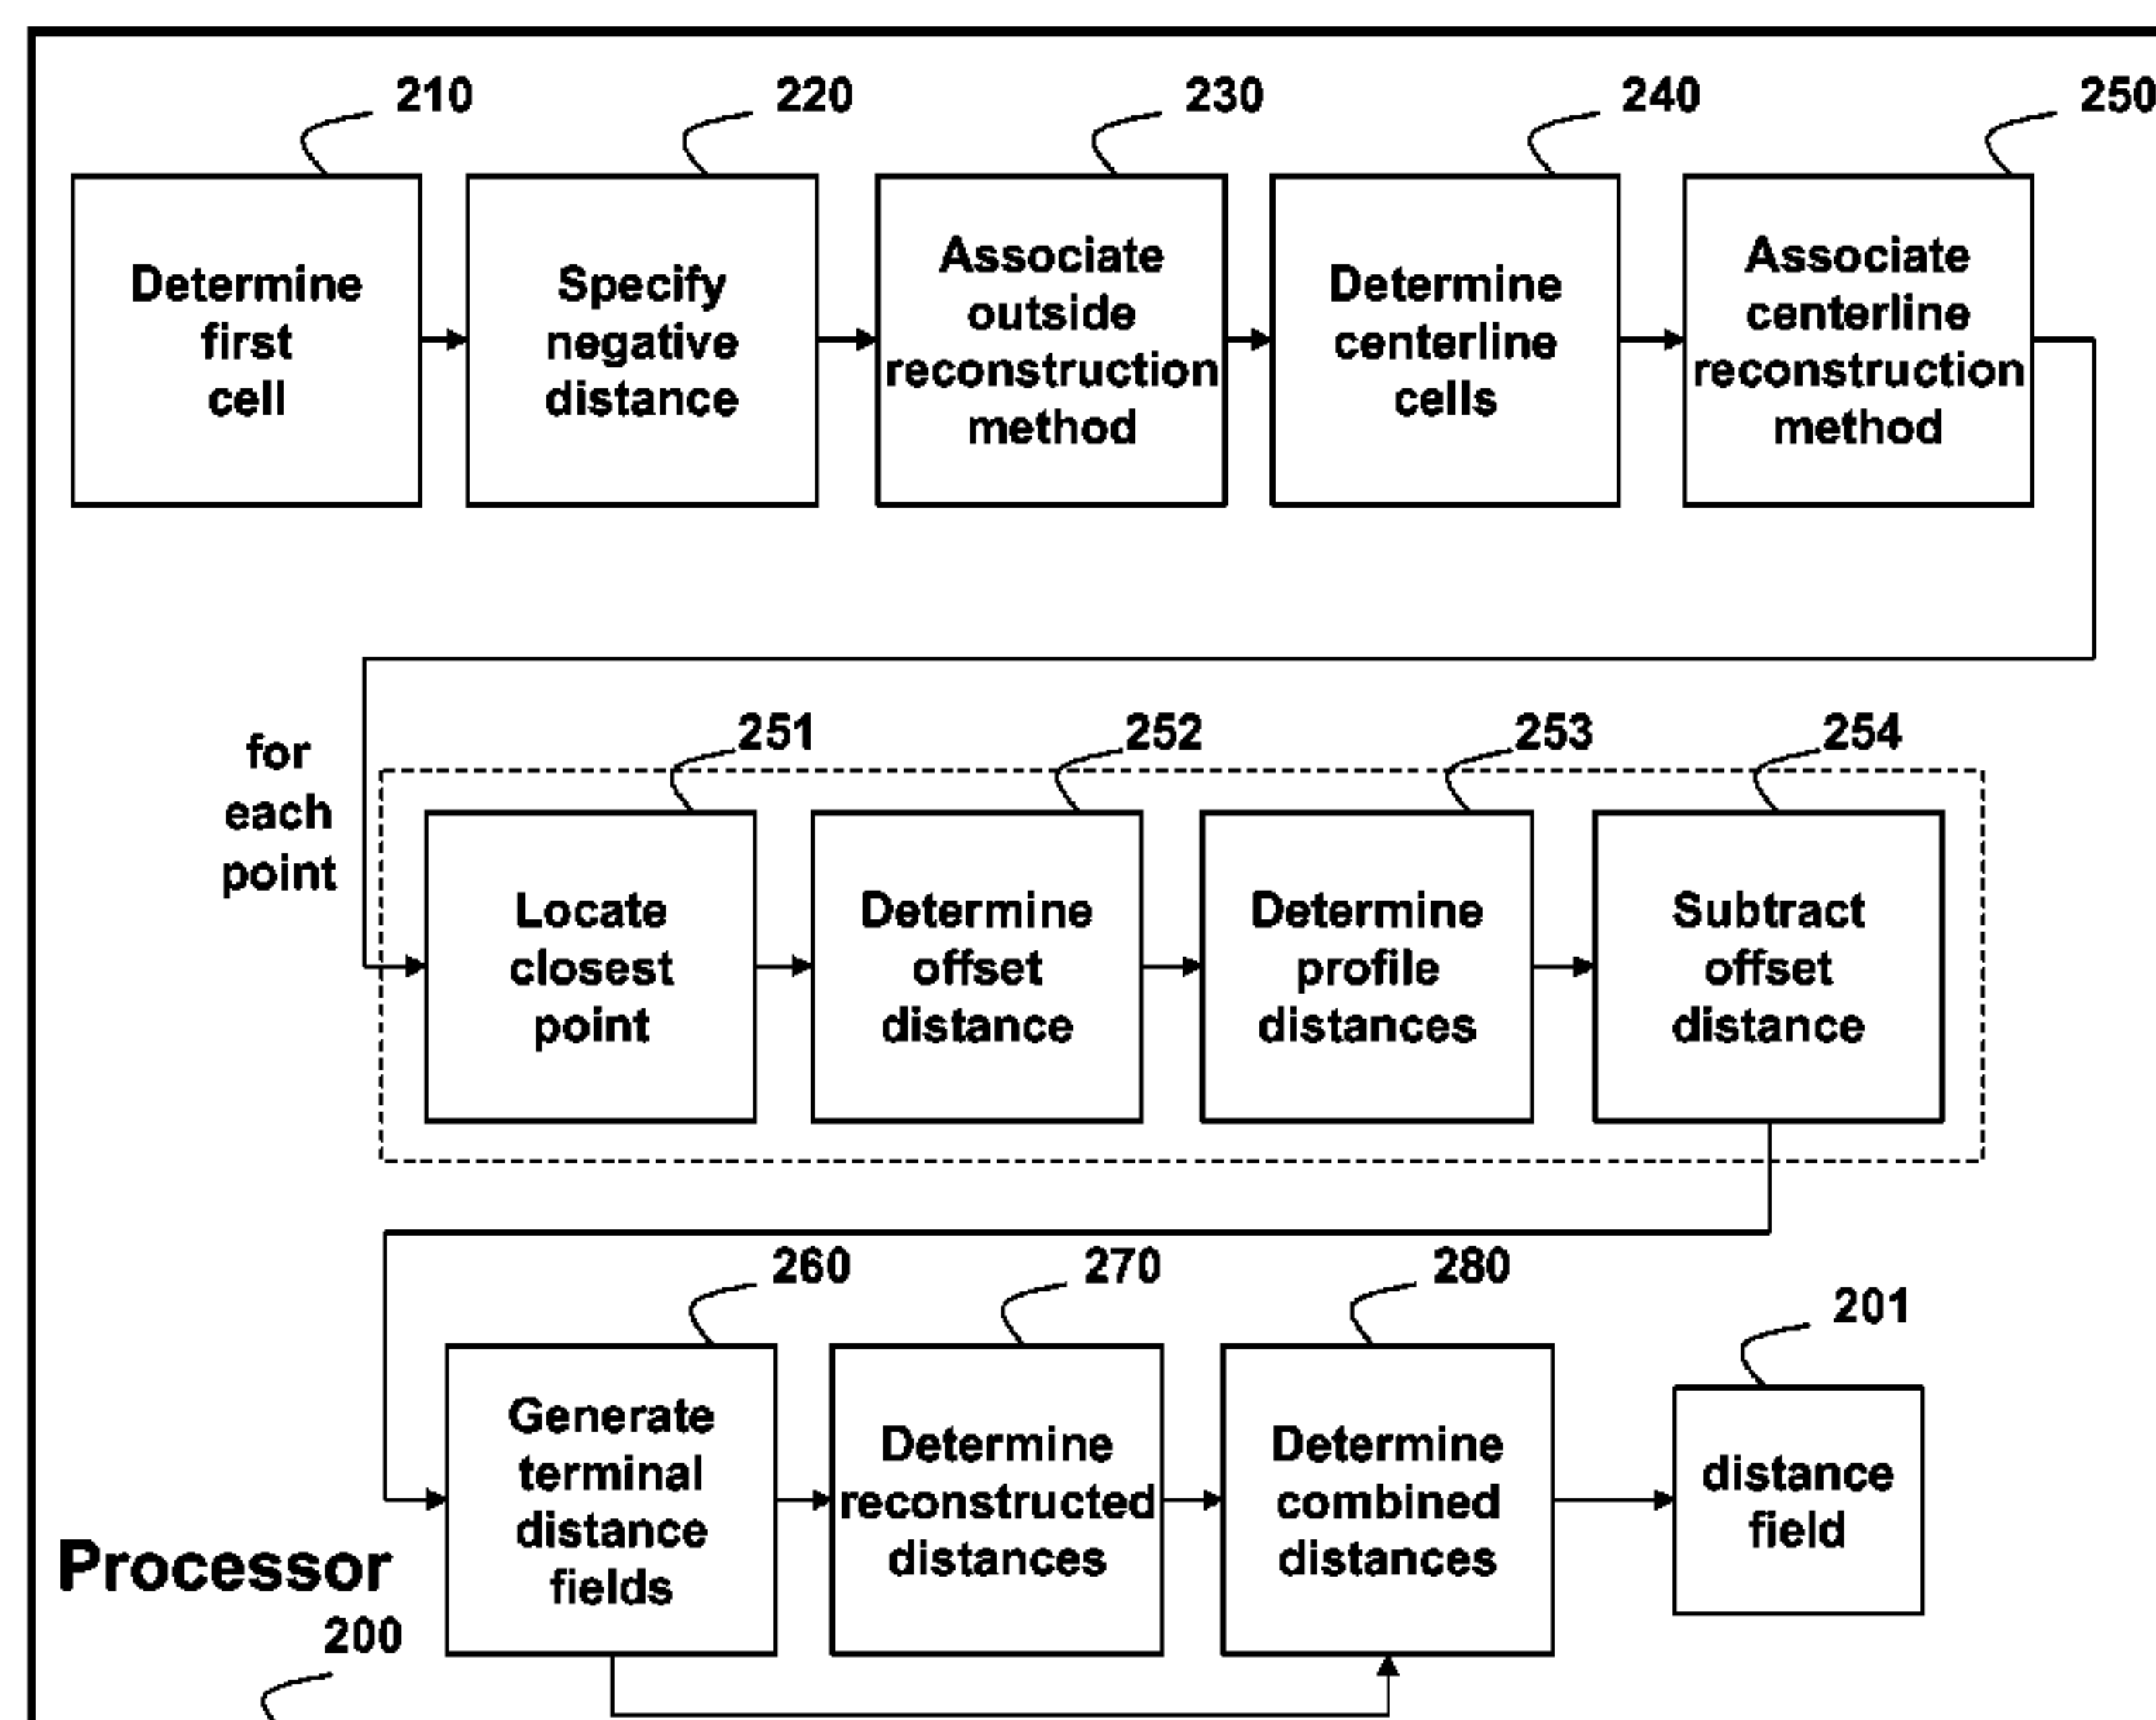 210
220
230
240
250
Determine
first
cell
Specify
negative
distance
Associate
outside
reconstruction
method
Determine
centerline
cells
Associate
centerline
reconstruction
method
for
each
point
251
252
253
254
Locate
closest
point
Determine
offset
distance
Determine
profile
distances
Subtract
offset
distance
260
270
280
201
Generate
terminal
distance
fields
Determine
reconstructed
distances
Determine
combined
distances
distance
field
Processor
200